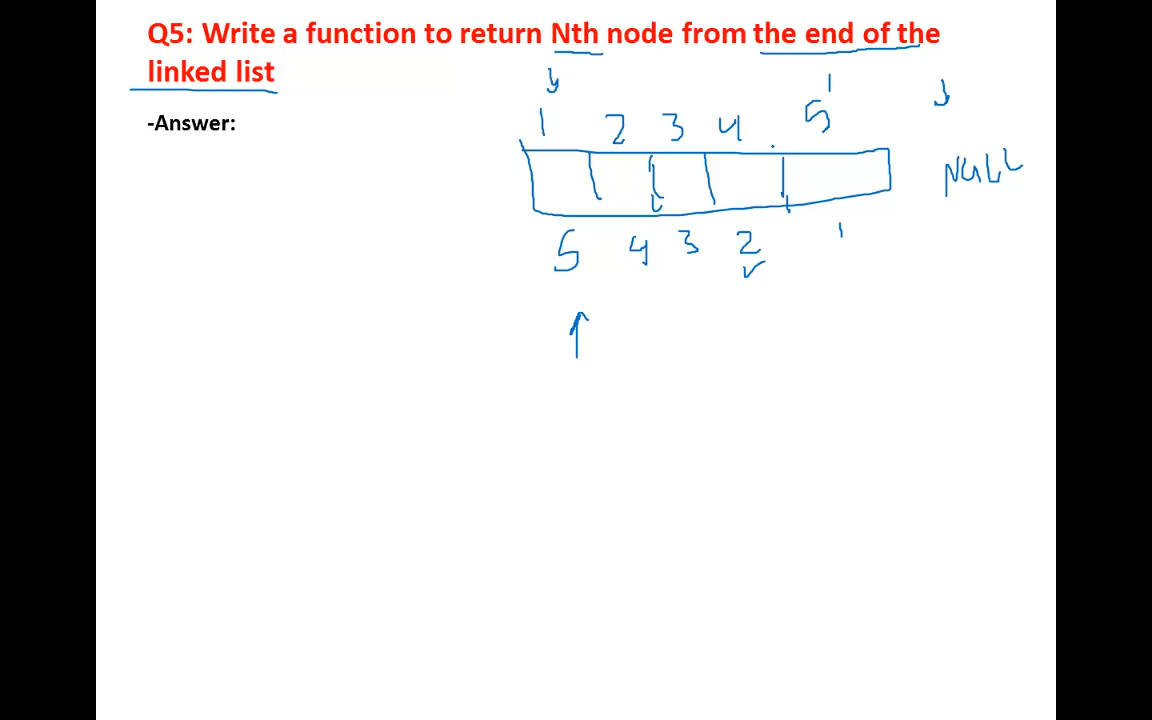 Q5: Write a function to return Nth node from the end of the
linked list
-Answer:
1 2 3 4 5
NULL
5 4 3 2 1